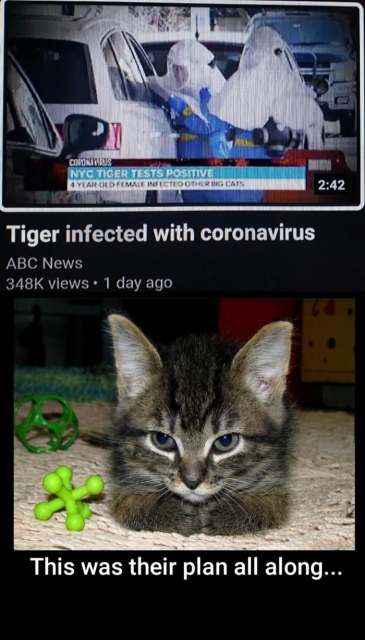 CORONAVIRUS
NYC TIGER TESTS POSITIVE
4-YEAR-OLD FEMALE INFECTED OTHER BIG CATS
2:42
Tiger infected with coronavirus
ABC News
348K views • 1 day ago
This was their plan all along...